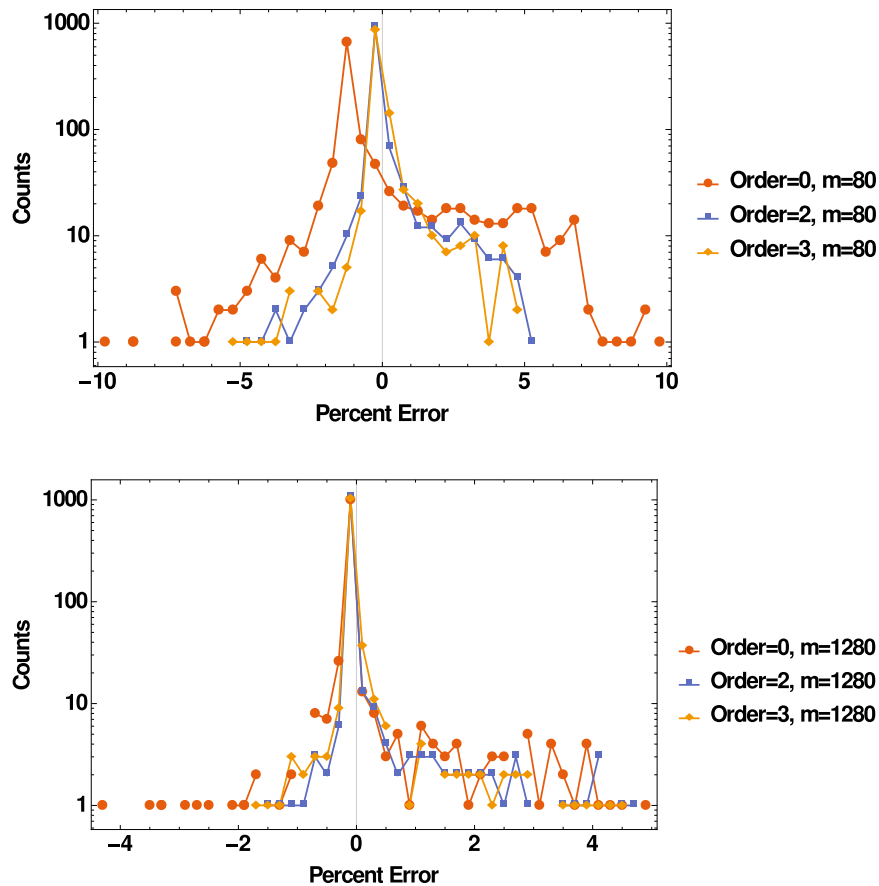 1000
100
10
1
Counts
−10
−5
0
5
10
Percent Error
Order=0, m=80
Order=2, m=80
Order=3, m=80
1000
100
10
1
Counts
−4
−2
0
2
4
Percent Error
Order=0, m=1280
Order=2, m=1280
Order=3, m=1280